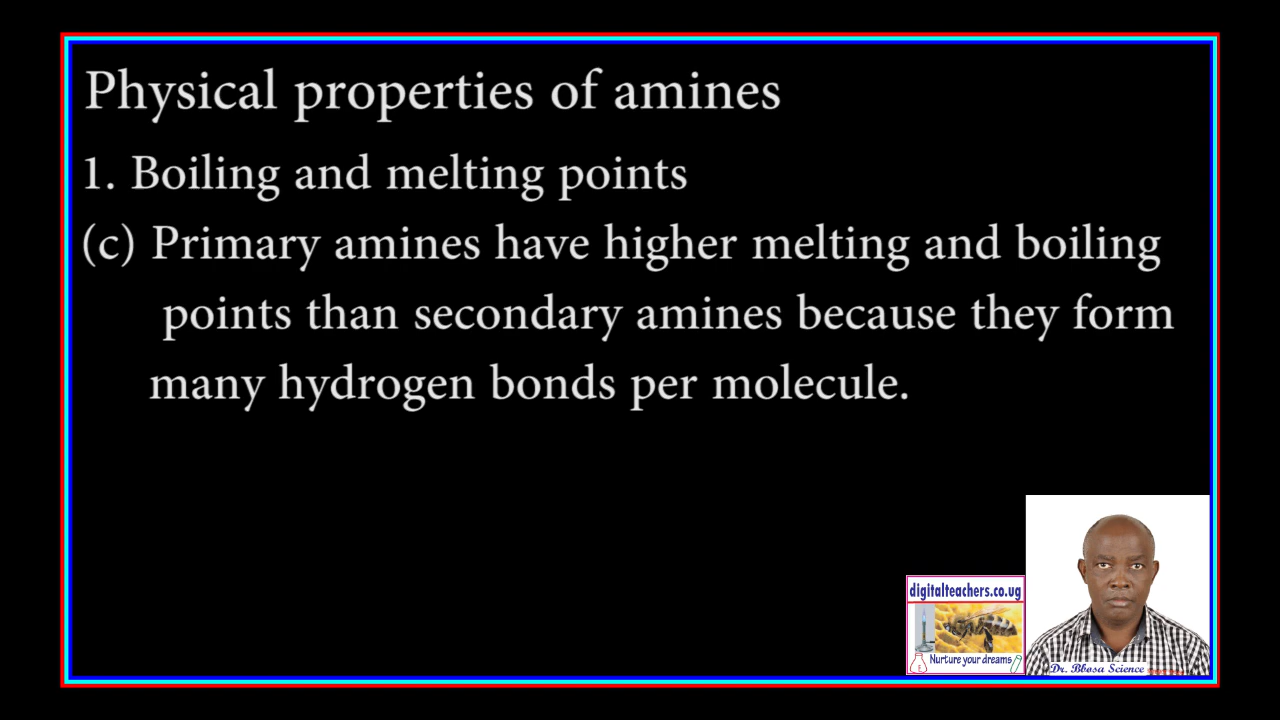 Physical properties of amines
1. Boiling and melting points
(c) Primary amines have higher melting and boiling
points than secondary amines because they form
many hydrogen bonds per molecule.
digitalteachers.co.ug
Nurture your dreams
Dr. Bbosa Science